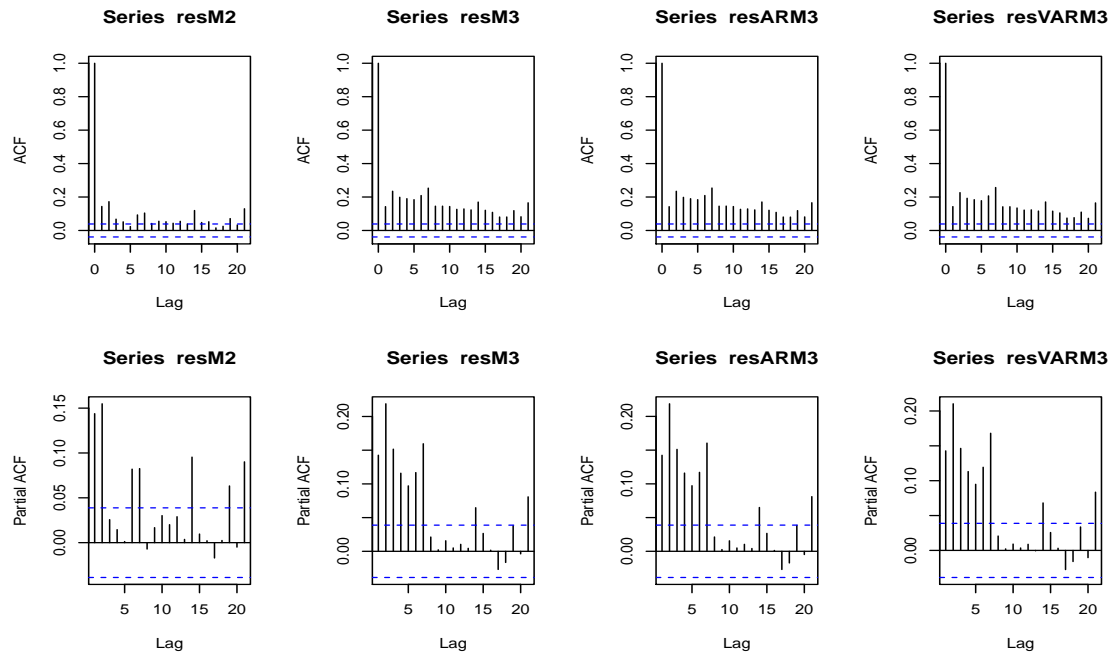 Series resM2
ACF
0.0 0.2 0.4 0.6 0.8 1.0
0 5 10 15 20
Lag
Series resM3
ACF
0.0 0.2 0.4 0.6 0.8 1.0
0 5 10 15 20
Lag
Series resARM3
ACF
0.0 0.2 0.4 0.6 0.8 1.0
0 5 10 15 20
Lag
Series resVARM3
ACF
0.0 0.2 0.4 0.6 0.8 1.0
0 5 10 15 20
Lag
Series resM2
Partial ACF
0.00 0.05 0.10 0.15
5 10 15 20
Lag
Series resM3
Partial ACF
0.00 0.10 0.20
5 10 15 20
Lag
Series resARM3
Partial ACF
0.00 0.10 0.20
5 10 15 20
Lag
Series resVARM3
Partial ACF
0.00 0.10 0.20
5 10 15 20
Lag